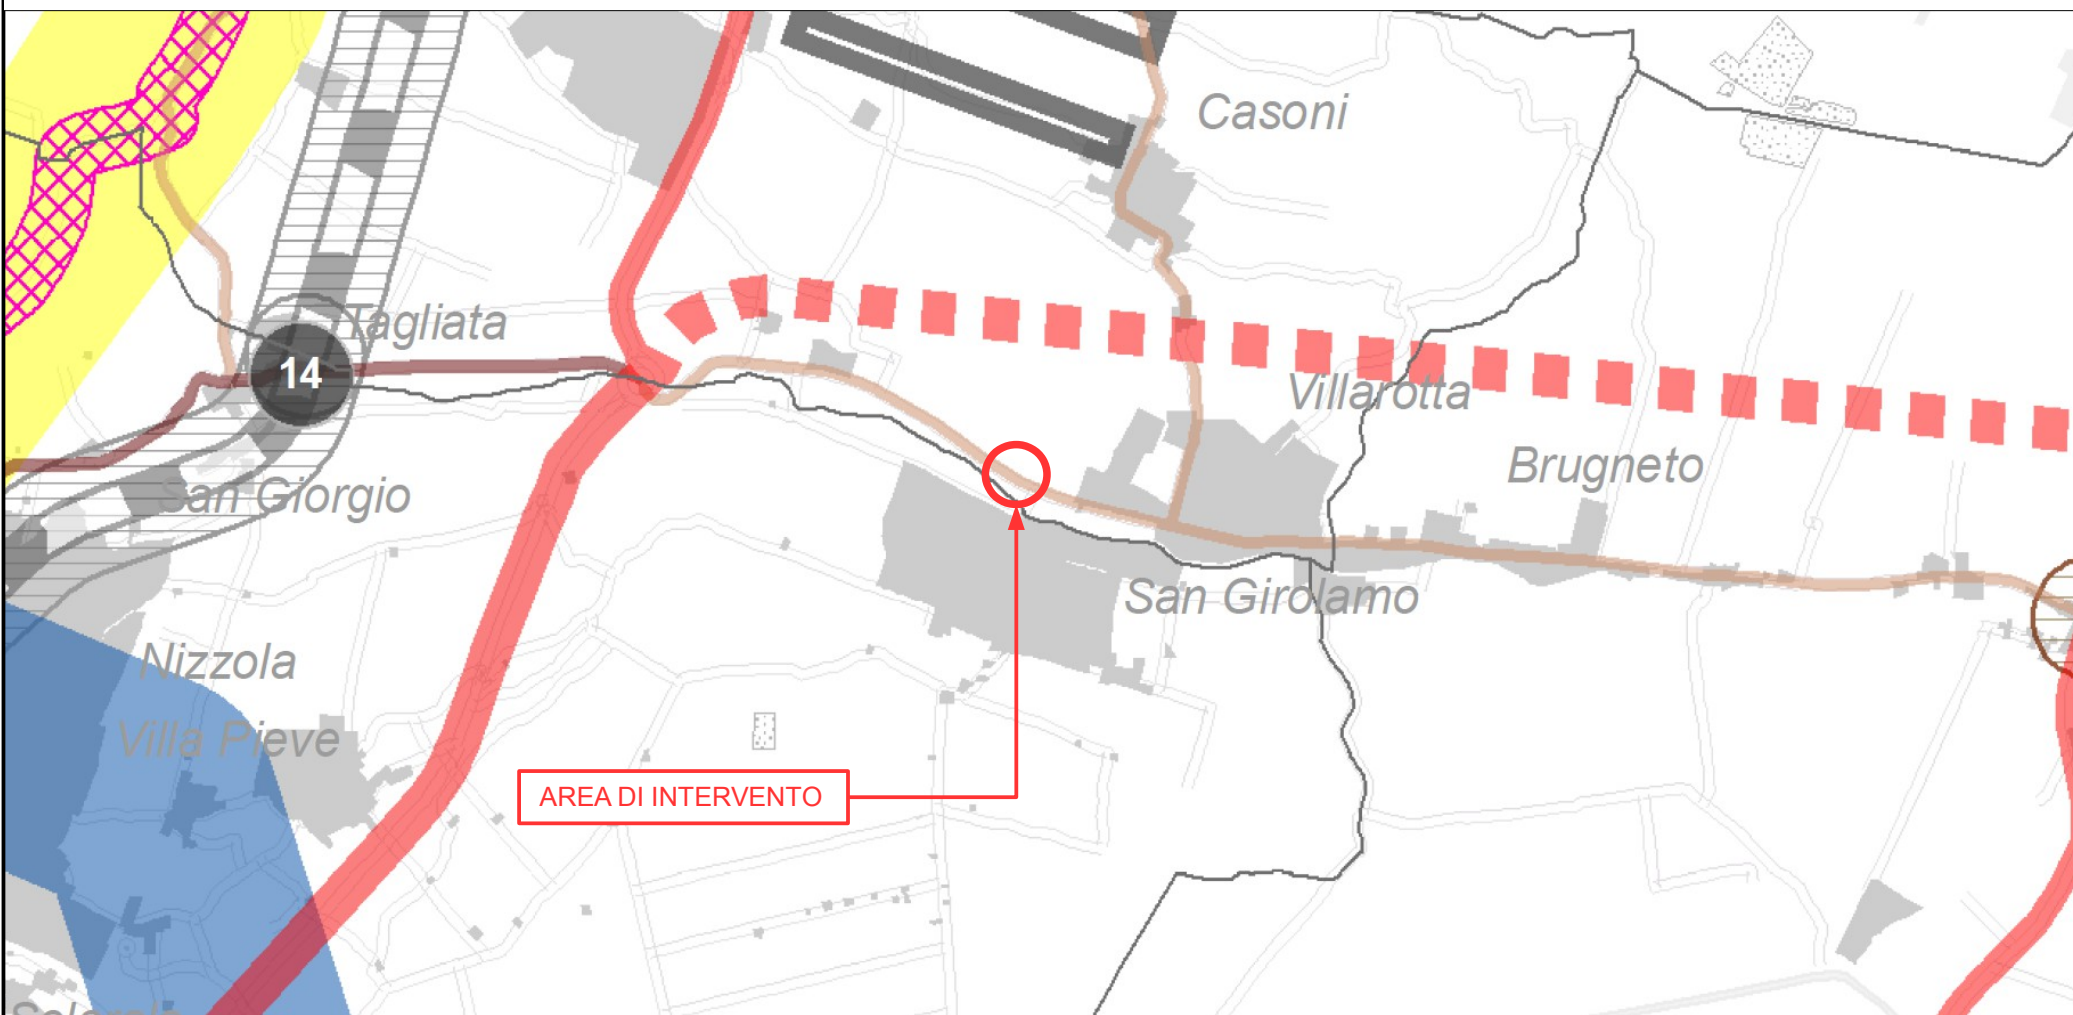 Casoni
Tagliata
14
Villarotta
Brugneto
San Giorgio
San Girolamo
Nizzola
Villa Pieve
AREA DI INTERVENTO